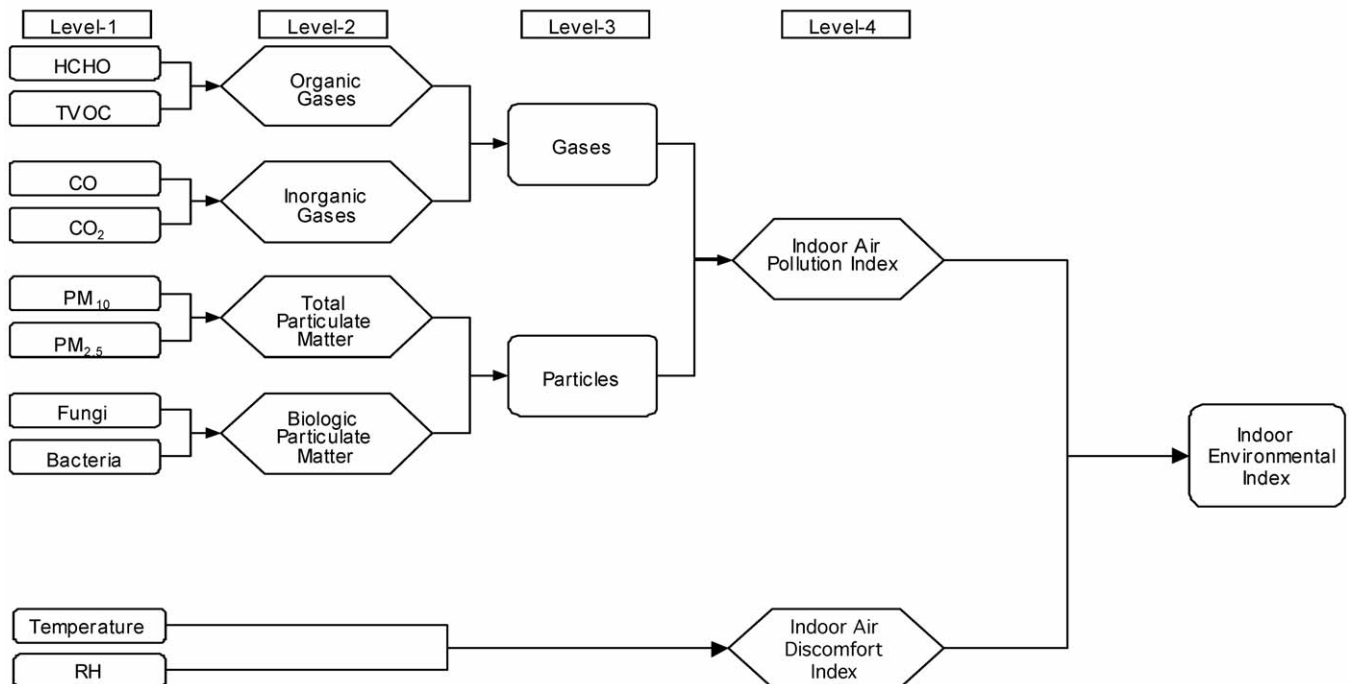 Level-1
Level-2
Level-3
Level-4
HCHO
TVOC
Organic
Gases
CO
CO₂
Inorganic
Gases
Gases
PM₁₀
PM₂.₅
Total
Particulate
Matter
Fungi
Bacteria
Biologic
Particulate
Matter
Particles
Indoor Air
Pollution Index
Temperature
RH
Indoor Air
Discomfort
Index
Indoor
Environmental
Index